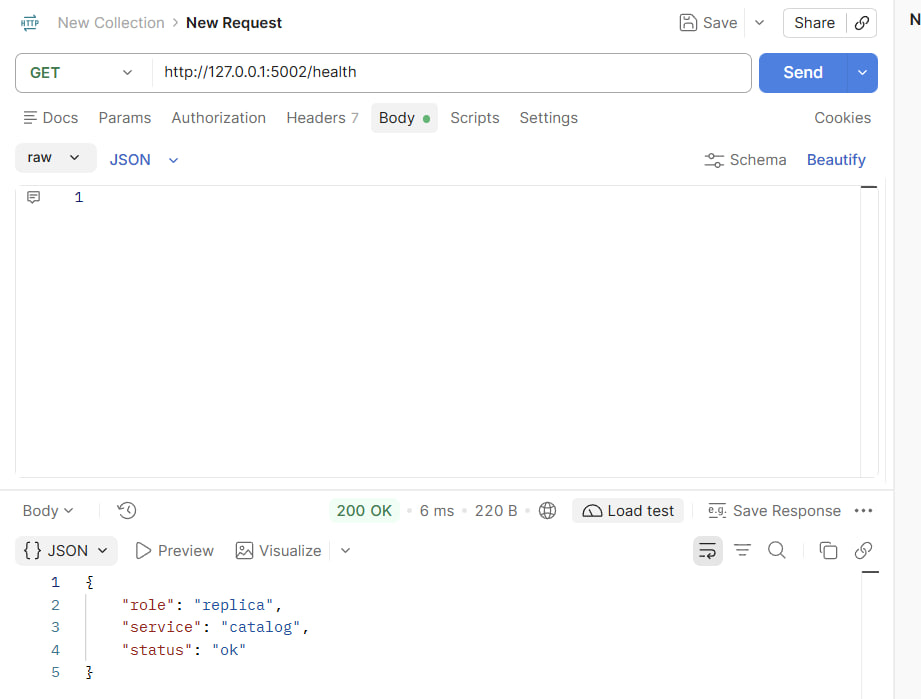 HTTP New Collection > New Request Save Share N
GET http://127.0.0.1:5002/health Send
Docs Params Authorization Headers 7 Body Scripts Settings Cookies
raw JSON Schema Beautify
1
Body 200 OK • 6 ms • 220 B • Load test e.g. Save Response
{} JSON Preview Visualize
1 {
2 "role": "replica",
3 "service": "catalog",
4 "status": "ok"
5 }